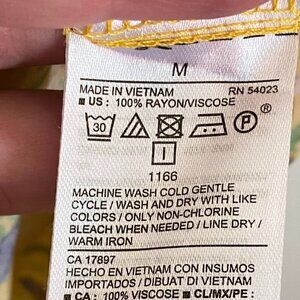 M
MADE IN VIETNAM RN 54023
■ US : 100% RAYON/VISCOSE
30 P
I
1166
MACHINE WASH COLD GENTLE
CYCLE / WASH AND DRY WITH LIKE
COLORS / ONLY NON-CHLORINE
BLEACH WHEN NEEDED / LINE DRY /
WARM IRON
CA 17897
HECHO EN VIETNAM CON INSUMOS
IMPORTADOS / DIBUAT DI VIETNAM
■ CA : 100% VISCOSE ■ CL/MX/PE :